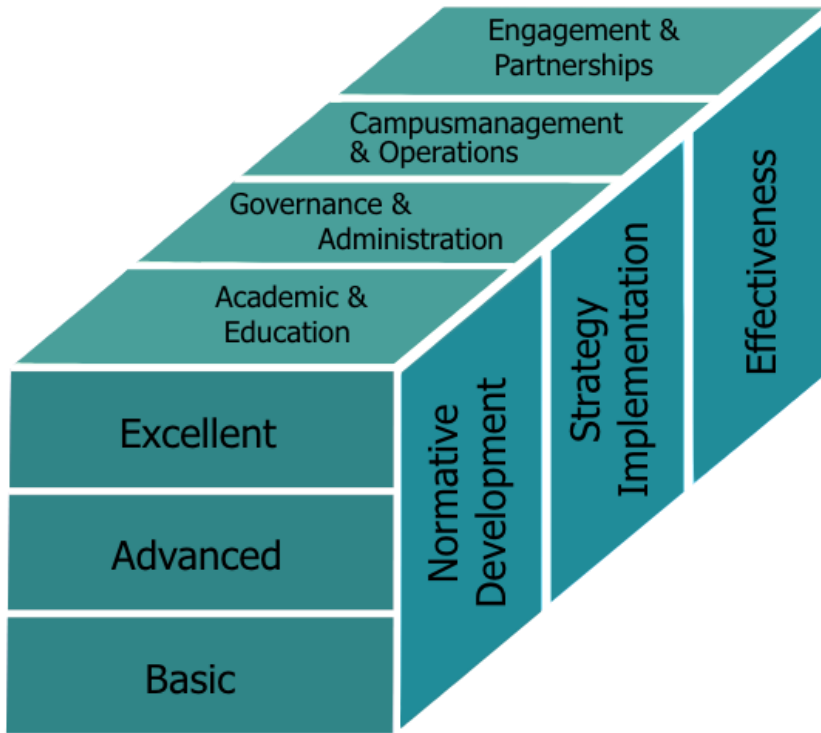 Engagement &
Partnerships
Campusmanagement
& Operations
Governance &
Administration
Academic &
Education
Excellent
Advanced
Basic
Normative
Development
Strategy
Implementation
Effectiveness